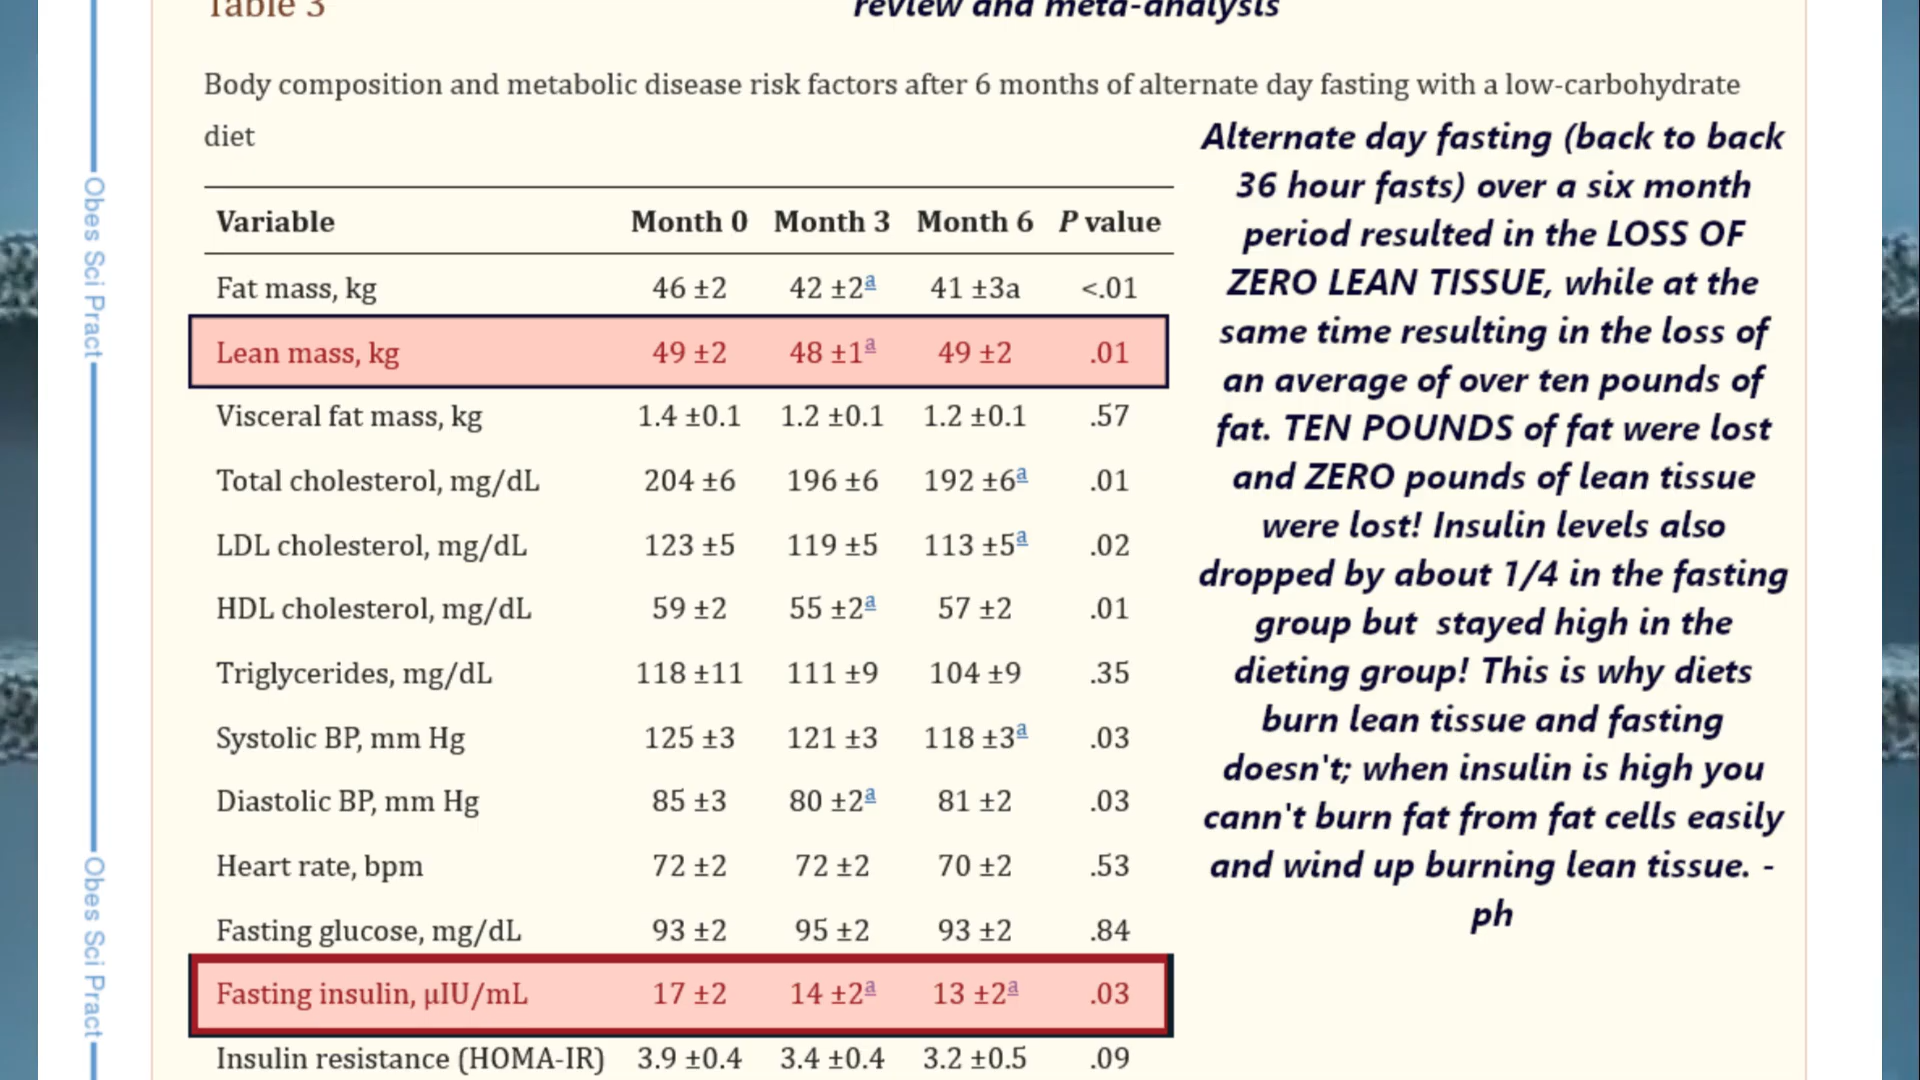 Table 3
review and meta-analysis
Body composition and metabolic disease risk factors after 6 months of alternate day fasting with a low-carbohydrate
diet
Variable Month 0 Month 3 Month 6 P value
Fat mass, kg 46 ±2 42 ±2a 41 ±3a <.01
Lean mass, kg 49 ±2 48 ±1a 49 ±2 .01
Visceral fat mass, kg 1.4 ±0.1 1.2 ±0.1 1.2 ±0.1 .57
Total cholesterol, mg/dL 204 ±6 196 ±6 192 ±6a .01
LDL cholesterol, mg/dL 123 ±5 119 ±5 113 ±5a .02
HDL cholesterol, mg/dL 59 ±2 55 ±2a 57 ±2 .01
Triglycerides, mg/dL 118 ±11 111 ±9 104 ±9 .35
Systolic BP, mm Hg 125 ±3 121 ±3 118 ±3a .03
Diastolic BP, mm Hg 85 ±3 80 ±2a 81 ±2 .03
Heart rate, bpm 72 ±2 72 ±2 70 ±2 .53
Fasting glucose, mg/dL 93 ±2 95 ±2 93 ±2 .84
Fasting insulin, μIU/mL 17 ±2 14 ±2a 13 ±2a .03
Insulin resistance (HOMA-IR) 3.9 ±0.4 3.4 ±0.4 3.2 ±0.5 .09
Alternate day fasting (back to back
36 hour fasts) over a six month
period resulted in the LOSS OF
ZERO LEAN TISSUE, while at the
same time resulting in the loss of
an average of over ten pounds of
fat. TEN POUNDS of fat were lost
and ZERO pounds of lean tissue
were lost! Insulin levels also
dropped by about 1/4 in the fasting
group but stayed high in the
dieting group! This is why diets
burn lean tissue and fasting
doesn't; when insulin is high you
cann't burn fat from fat cells easily
and wind up burning lean tissue. -
ph
Obes Sci Pract
Obes Sci Pract